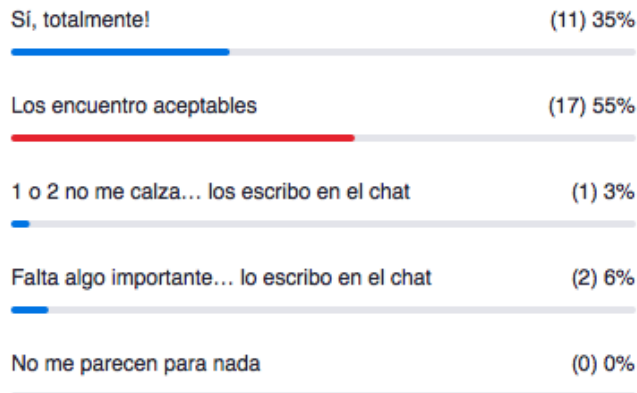 Sí, totalmente! (11) 35%
Los encuentro aceptables (17) 55%
1 o 2 no me calza... los escribo en el chat (1) 3%
Falta algo importante... lo escribo en el chat (2) 6%
No me parecen para nada (0) 0%